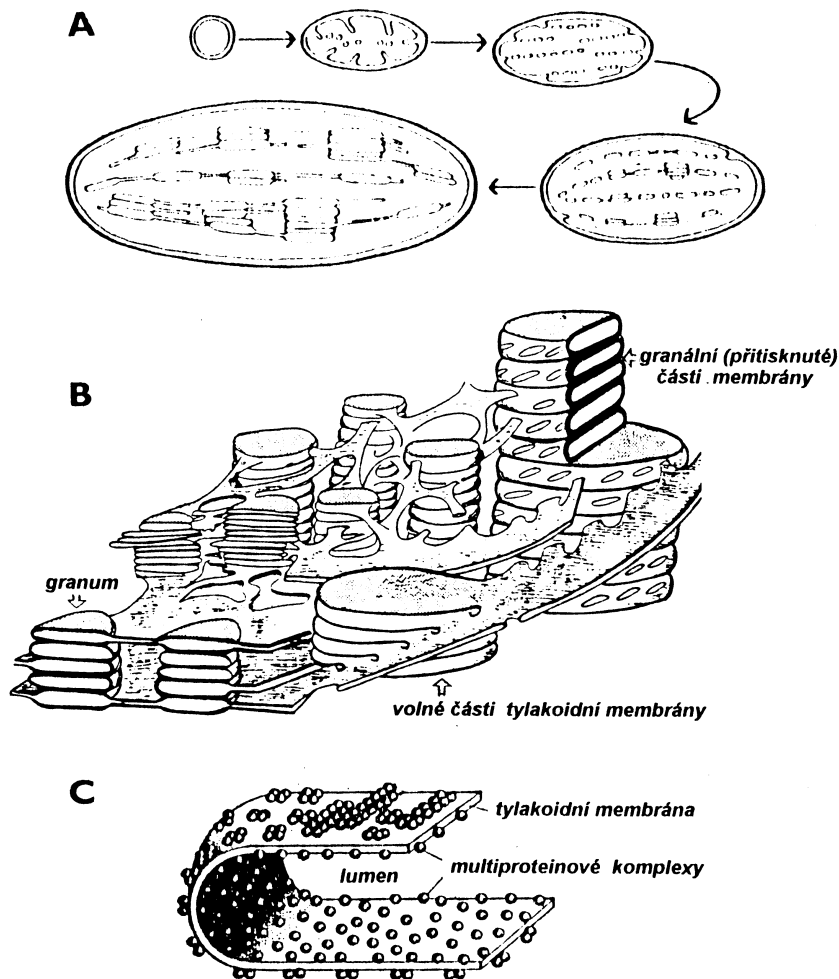 A
B
granální (přitisknuté)
části membrány
granum
volné části tylakoidní membrány
C
tylakoidní membrána
multiproteinové komplexy
lumen